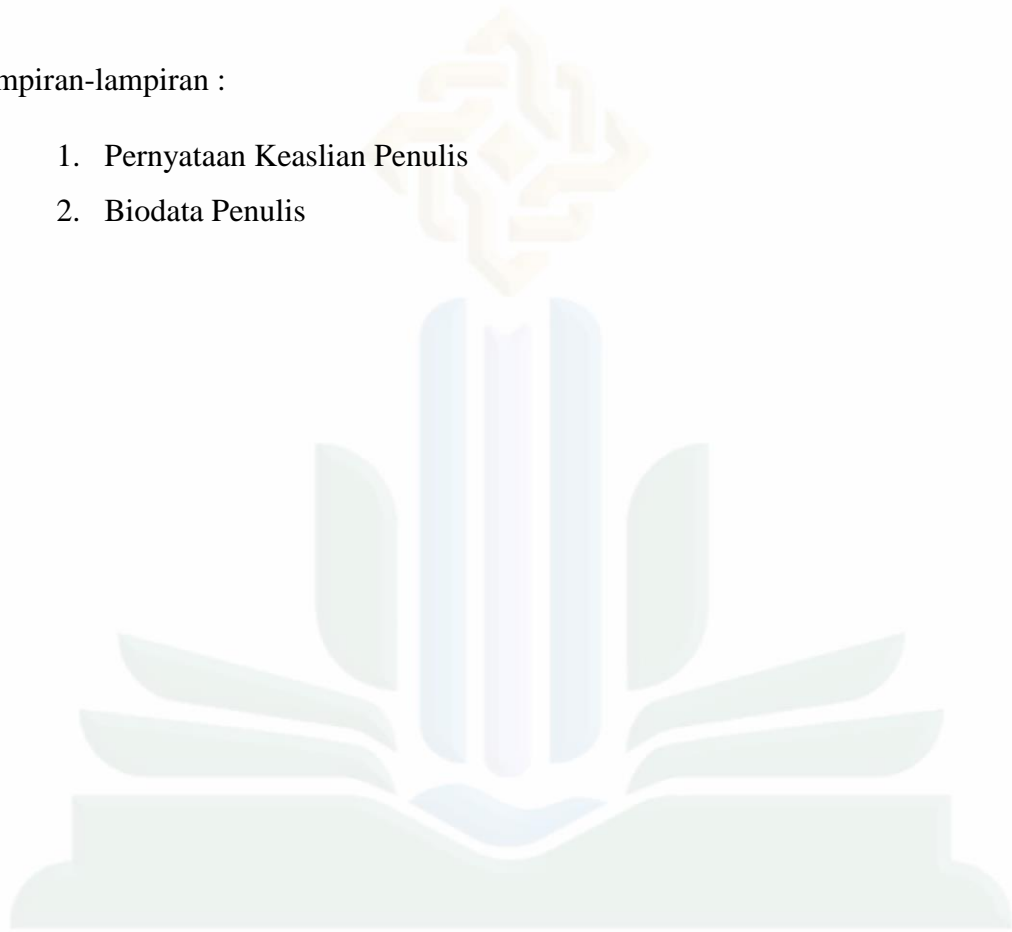 mpiran-lampiran :
1. Pernyataan Keaslian Penulis
2. Biodata Penulis